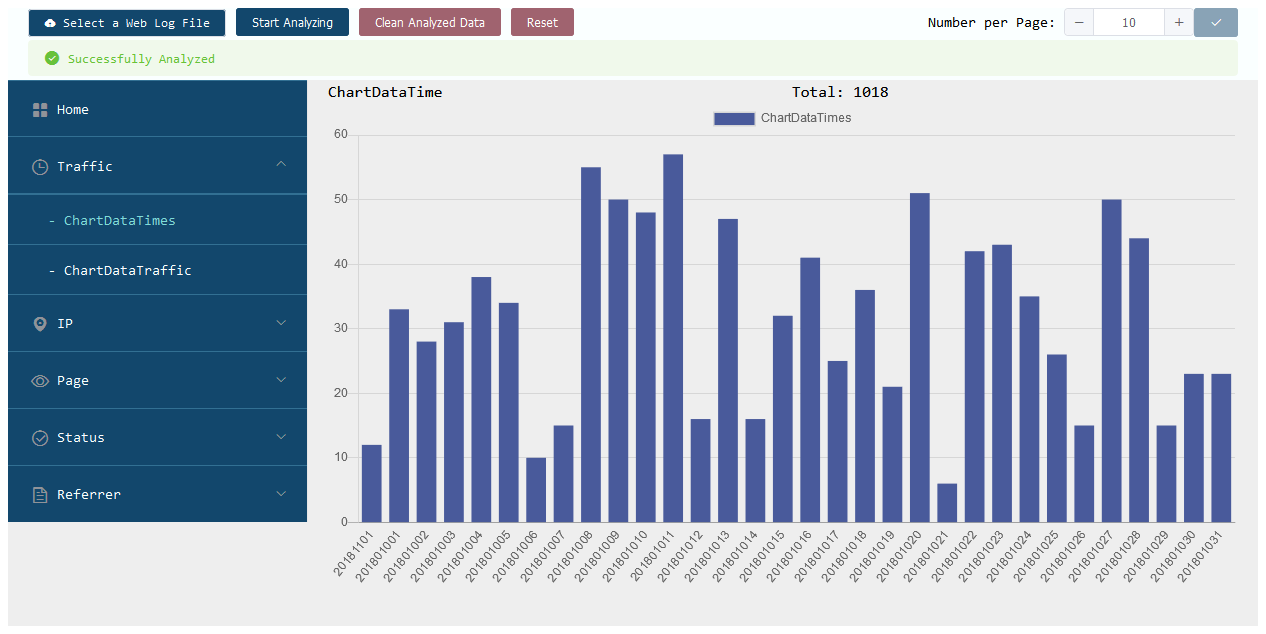 Select a Web Log File Start Analyzing Clean Analyzed Data Reset Number per Page: − 10 +
Successfully Analyzed
Home
Traffic
- ChartDataTimes
- ChartDataTraffic
IP
Page
Status
Referrer
ChartDataTime Total: 1018
ChartDataTimes
60
50
40
30
20
10
0
20181101 20181001 20181002 20181003 20181004 20181005 20181006 20181007 20181008 20181009 20181010 20181011 20181012 20181013 20181014 20181015 20181016 20181017 20181018 20181019 20181020 20181021 20181022 20181023 20181024 20181025 20181026 20181027 20181028 20181029 20181030 20181031